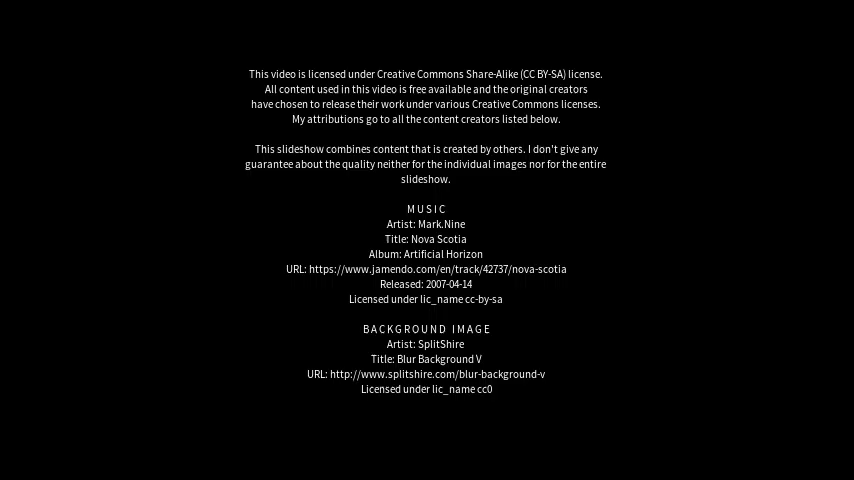 This video is licensed under Creative Commons Share-Alike (CC BY-SA) license.
All content used in this video is free available and the original creators
have chosen to release their work under various Creative Commons licenses.
My attributions go to all the content creators listed below.
This slideshow combines content that is created by others. I don't give any
guarantee about the quality neither for the individual images nor for the entire
slideshow.
MUSIC
Artist: Mark.Nine
Title: Nova Scotia
Album: Artificial Horizon
URL: https://www.jamendo.com/en/track/42737/nova-scotia
Released: 2007-04-14
Licensed under lic_name cc-by-sa
BACKGROUND IMAGE
Artist: SplitShire
Title: Blur Background V
URL: http://www.splitshire.com/blur-background-v
Licensed under lic_name cc0